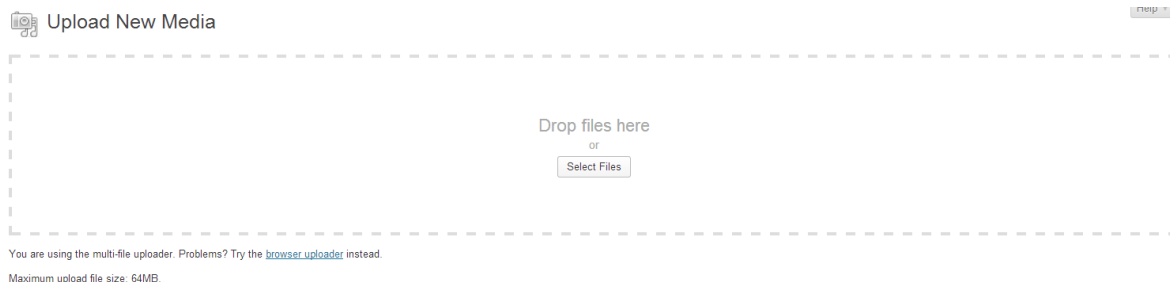 Help
Upload New Media
Drop files here
or
Select Files
You are using the multi-file uploader. Problems? Try the browser uploader instead.
Maximum upload file size: 64MB.